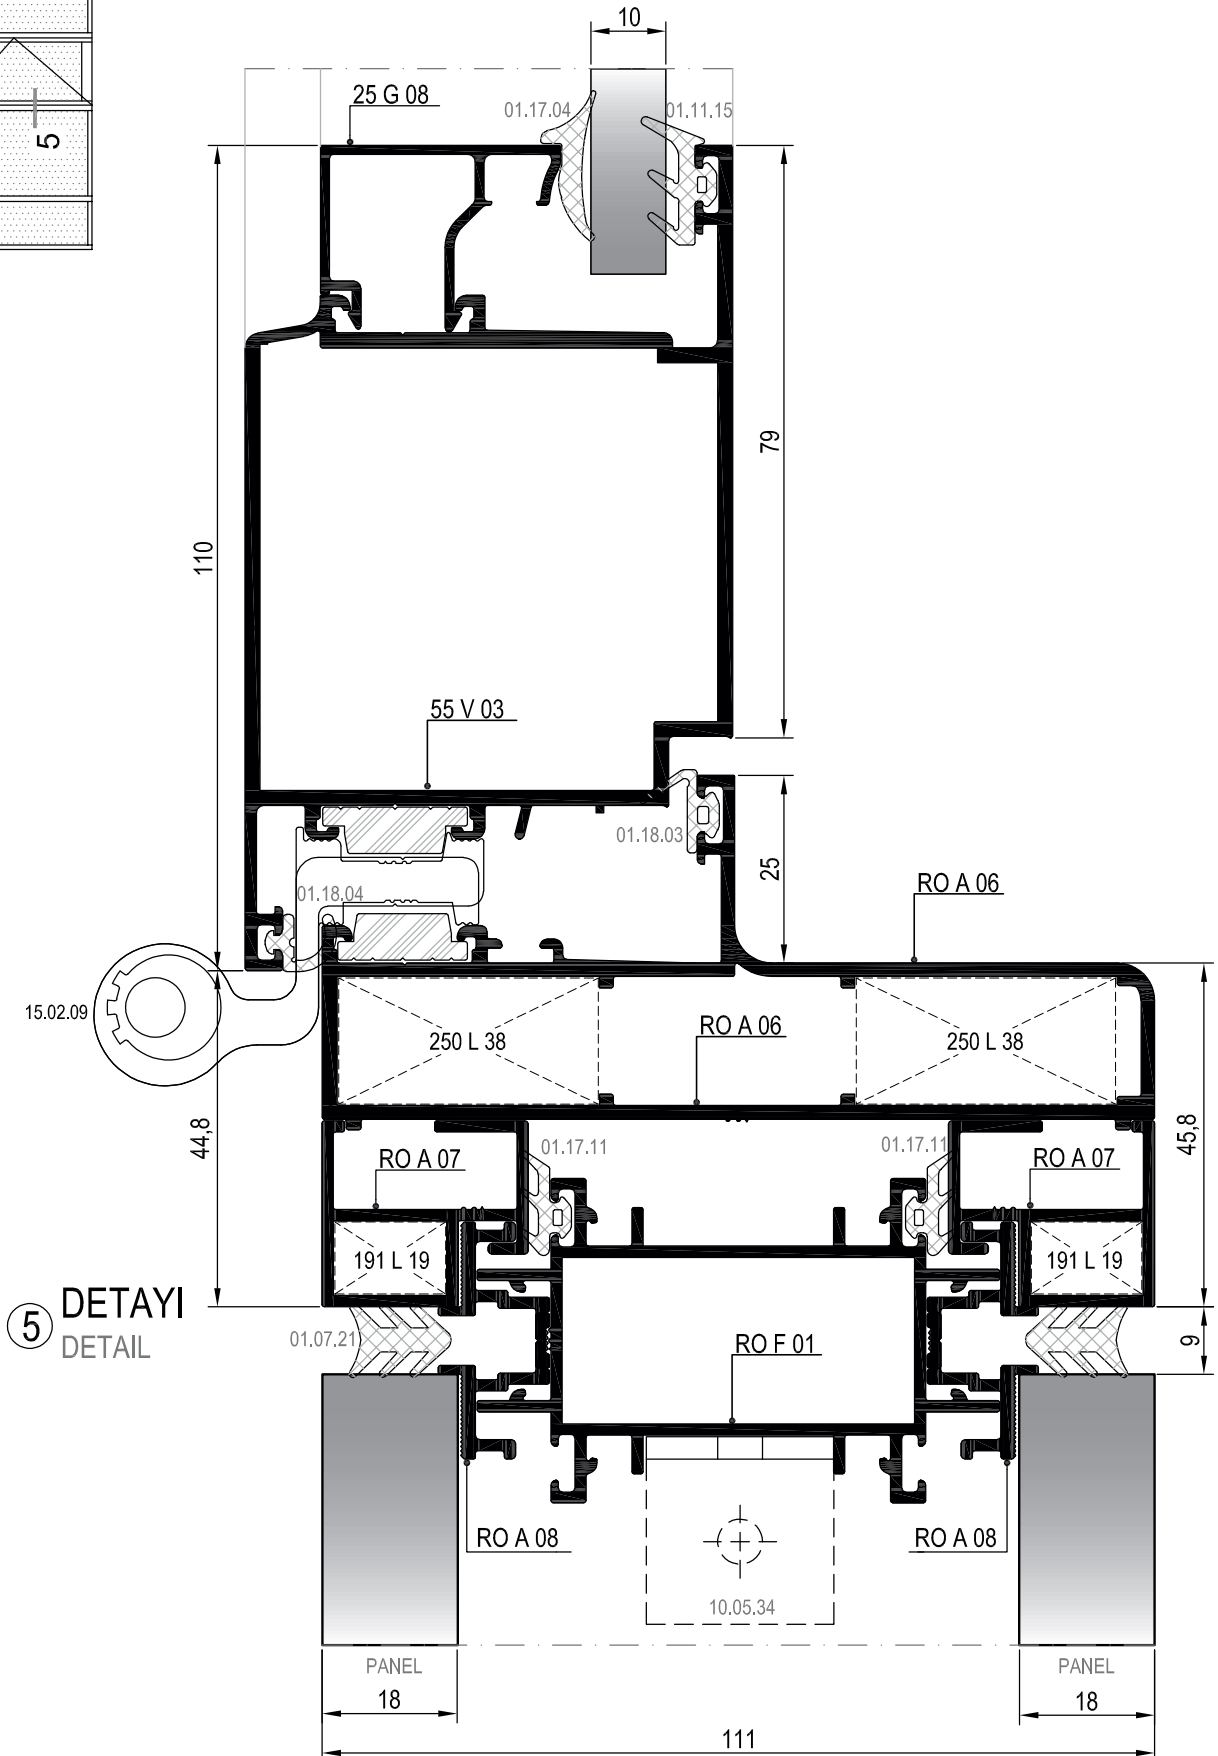 10
25 G 08
01.17.04
01.11.15
5
79
110
55 V 03
01.18.03
25
RO A 06
01.18.04
15.02.09
RO A 06
250 L 38
250 L 38
44,8
45,8
01.17.11
01.17.11
RO A 07
RO A 07
191 L 19
191 L 19
5 DETAYI
DETAIL
01.07.21
RO F 01
9
RO A 08
RO A 08
10.05.34
PANEL
PANEL
18
18
111